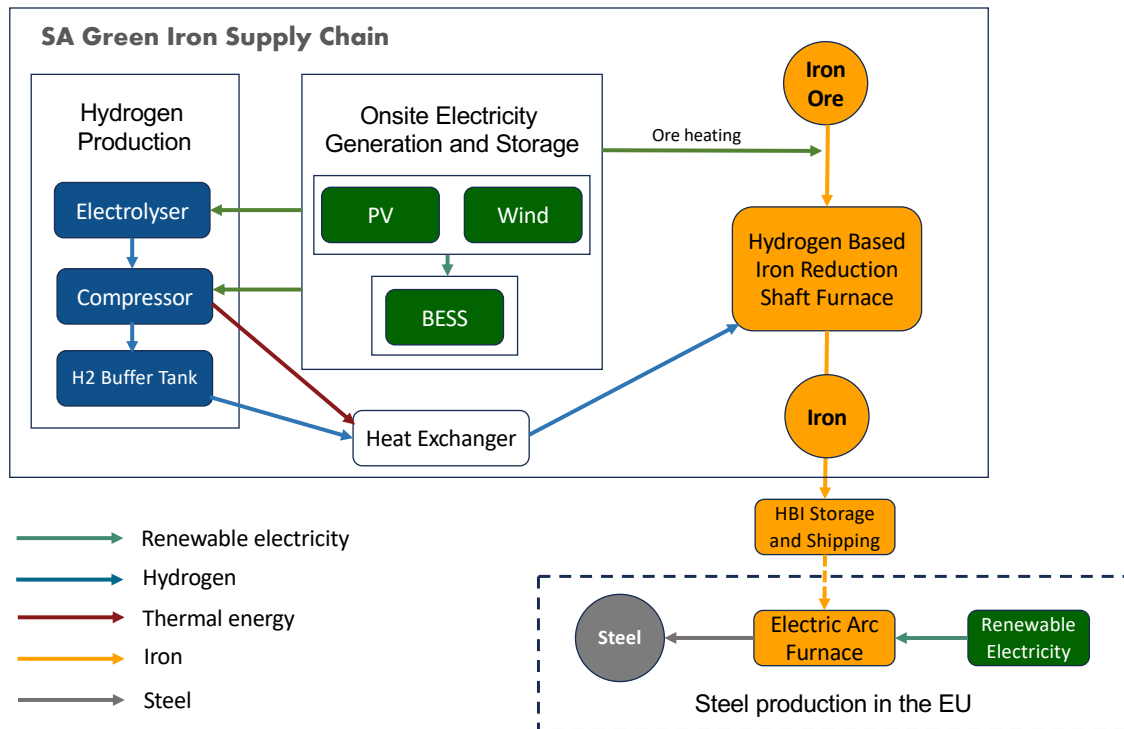 SA Green Iron Supply Chain
Hydrogen
Production
Electrolyser
Compressor
H2 Buffer Tank
Onsite Electricity
Generation and Storage
PV
Wind
BESS
Heat Exchanger
Ore heating
Iron
Ore
Hydrogen Based
Iron Reduction
Shaft Furnace
Iron
HBI Storage
and Shipping
Renewable electricity
Hydrogen
Thermal energy
Iron
Steel
Steel
Electric Arc
Furnace
Renewable
Electricity
Steel production in the EU